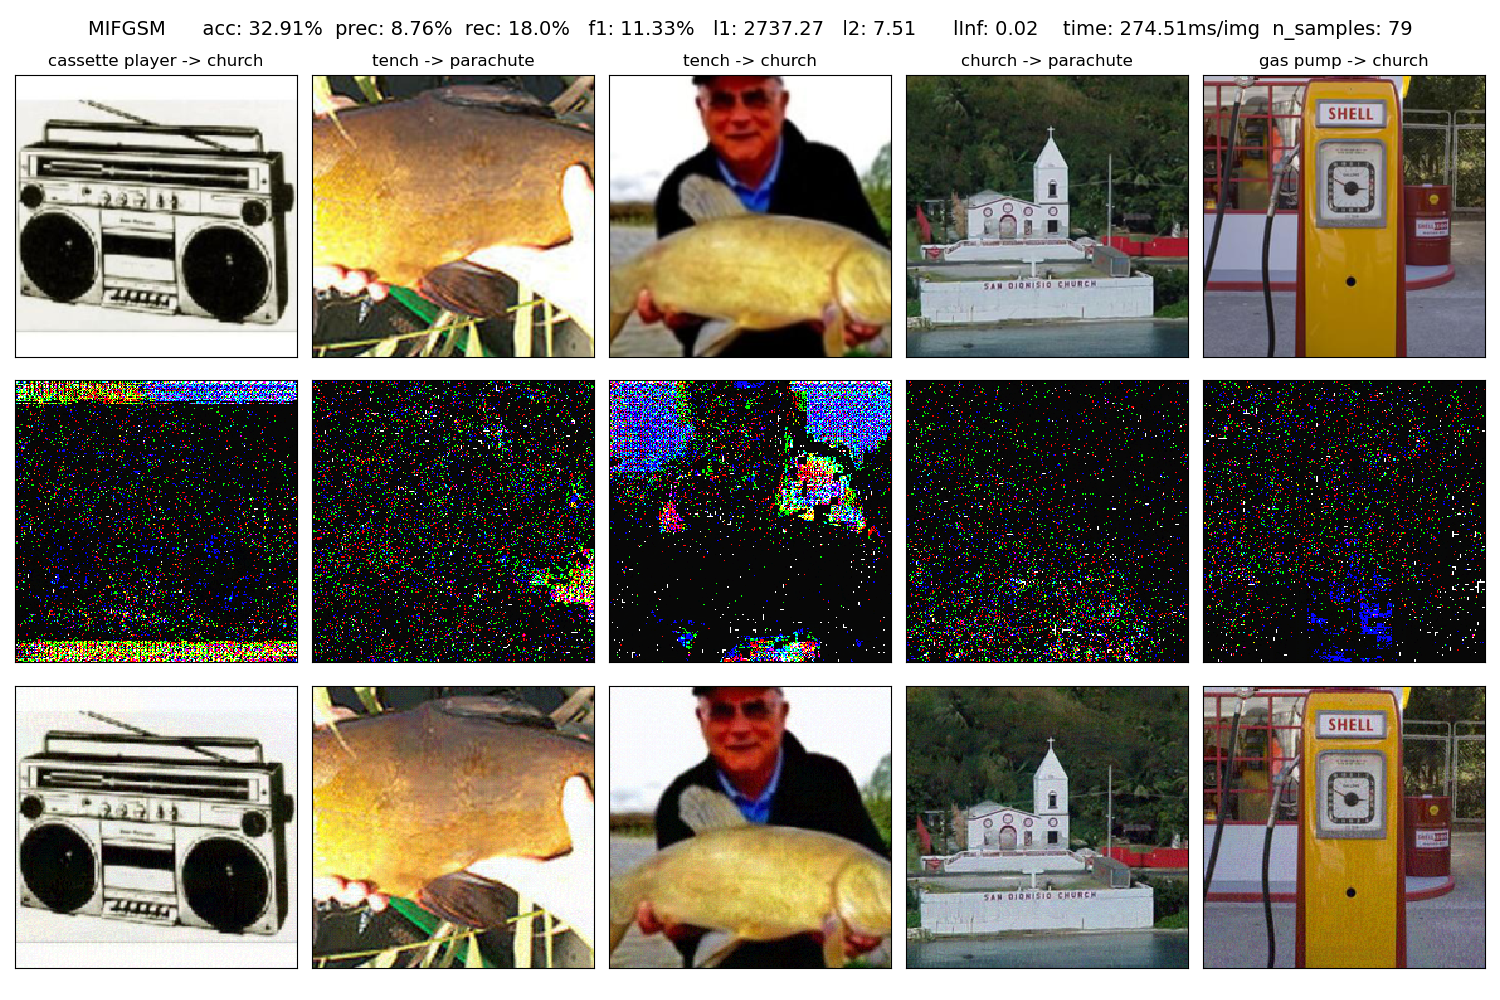 MIFGSM acc: 32.91% prec: 8.76% rec: 18.0% f1: 11.33% l1: 2737.27 l2: 7.51 lInf: 0.02 time: 274.51ms/img n_samples: 79
cassette player -> church
tench -> parachute
tench -> church
church -> parachute
gas pump -> church
SAN DIONISIO CHURCH
SHELL
SAN DIONISIO CHURCH
SHELL